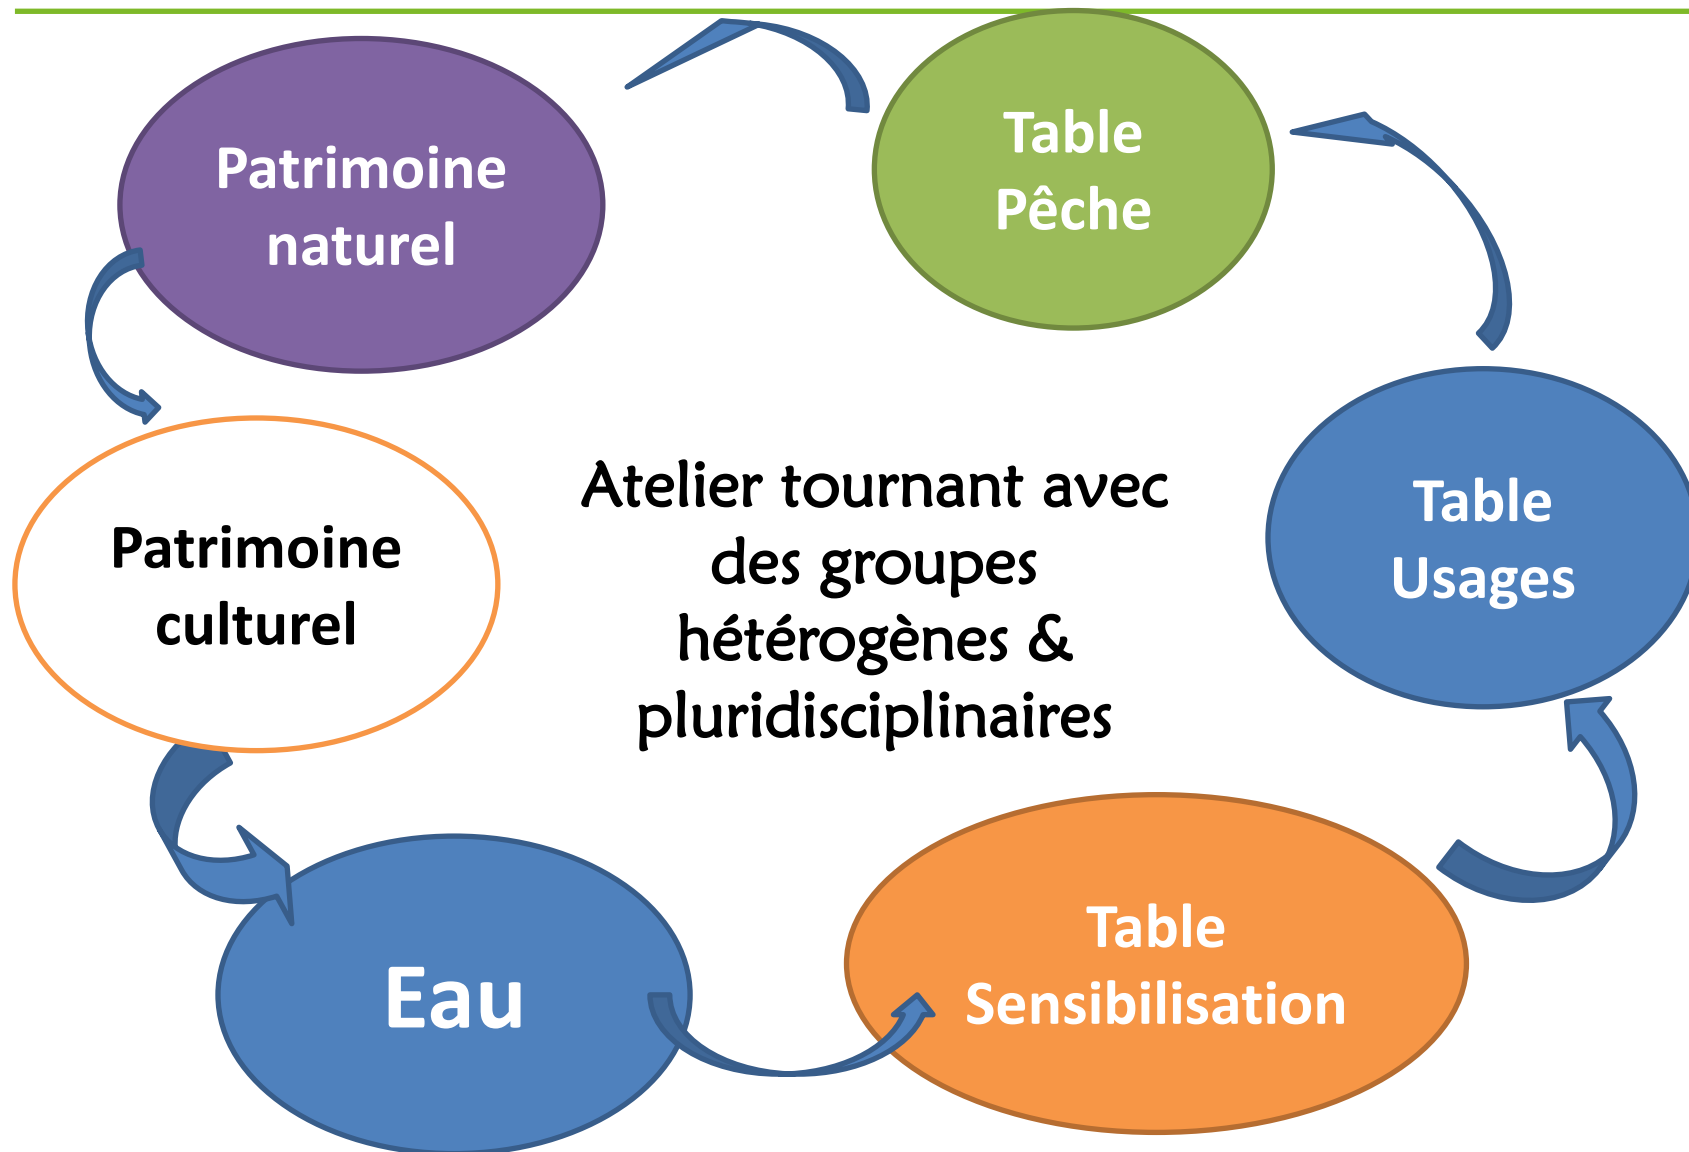 Patrimoine
naturel
Table
Pêche
Patrimoine
culturel
Atelier tournant avec
des groupes
hétérogènes &
pluridisciplinaires
Table
Usages
Eau
Table
Sensibilisation